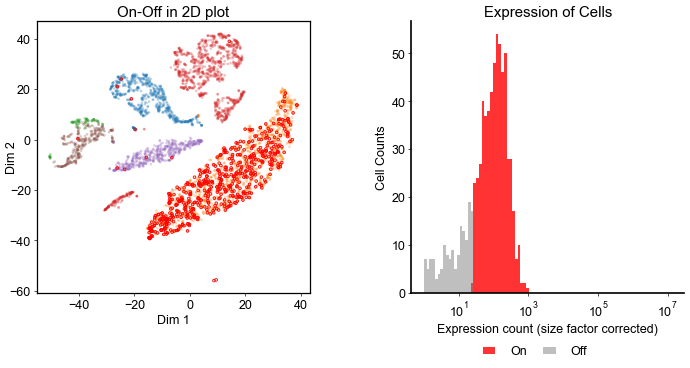 On-Off in 2D plot
Dim 2
40
20
0
−20
−40
−60
−40
−20
0
20
40
Dim 1
Expression of Cells
Cell Counts
50
40
30
20
10
0
10^1
10^3
10^5
10^7
Expression count (size factor corrected)
On
Off